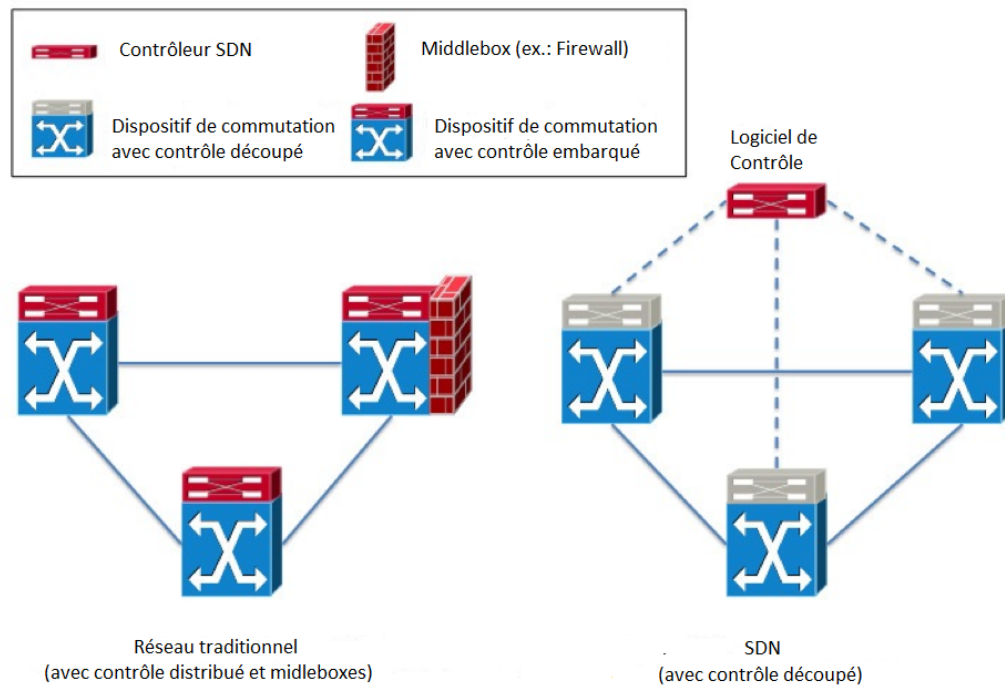 Contrôleur SDN
Middlebox (ex.: Firewall)
Dispositif de commutation
avec contrôle découpé
Dispositif de commutation
avec contrôle embarqué
Logiciel de
Contrôle
Réseau traditionnel
(avec contrôle distribué et midleboxes)
SDN
(avec contrôle découpé)